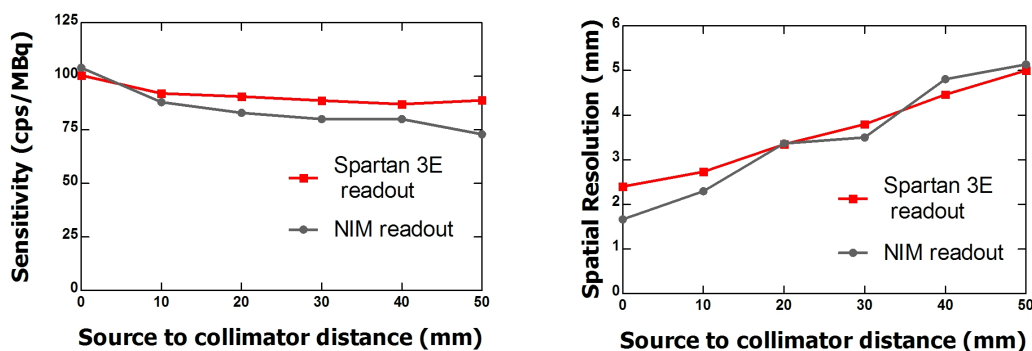 125
100
75
50
25
0
Sensitivity (cps/MBq)
Spartan 3E
readout
NIM readout
0 10 20 30 40 50
Source to collimator distance (mm)
6
5
4
3
2
1
0
Spatial Resolution (mm)
Spartan 3E
readout
NIM readout
0 10 20 30 40 50
Source to collimator distance (mm)